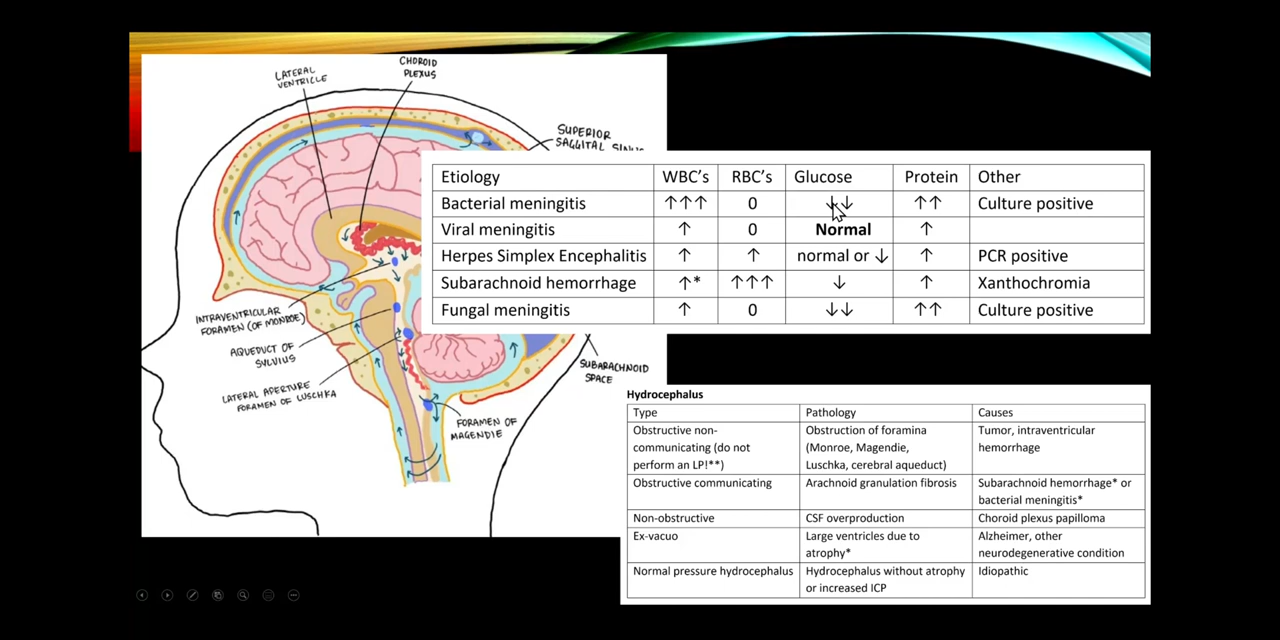 LATERAL
VENTRICLE
CHOROID
PLEXUS
SUPERIOR
SAGGITAL SINUS
INTRAVENTRICULAR
FORAMEN (OF MONROE)
AQUEDUCT OF
SYLVIUS
LATERAL APERTURE
FORAMEN OF LUSCHKA
FORAMEN OF
MAGENDIE
SUBARACHNOID
SPACE
Etiology WBC's RBC's Glucose Protein Other
Bacterial meningitis ↑↑↑ 0 ↓↓ ↑↑ Culture positive
Viral meningitis ↑ 0 Normal ↑
Herpes Simplex Encephalitis ↑ ↑ normal or ↓ ↑ PCR positive
Subarachnoid hemorrhage ↑* ↑↑↑ ↓ ↑ Xanthochromia
Fungal meningitis ↑ 0 ↓↓ ↑↑ Culture positive
Hydrocephalus
Type Pathology Causes
Obstructive non- Obstruction of foramina Tumor, intraventricular
communicating (do not (Monroe, Magendie, hemorrhage
perform an LP!**) Luschka, cerebral aqueduct)
Obstructive communicating Arachnoid granulation fibrosis Subarachnoid hemorrhage* or
bacterial meningitis*
Non-obstructive CSF overproduction Choroid plexus papilloma
Ex-vacuo Large ventricles due to Alzheimer, other
atrophy* neurodegenerative condition
Normal pressure hydrocephalus Hydrocephalus without atrophy Idiopathic
or increased ICP